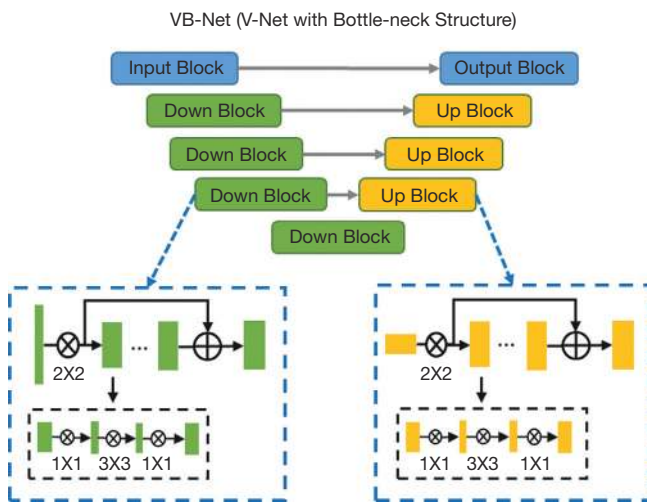 VB-Net (V-Net with Bottle-neck Structure)
Input Block
Output Block
Down Block
Up Block
Down Block
Up Block
Down Block
Up Block
Down Block
2X2
1X1 3X3 1X1
2X2
1X1 3X3 1X1